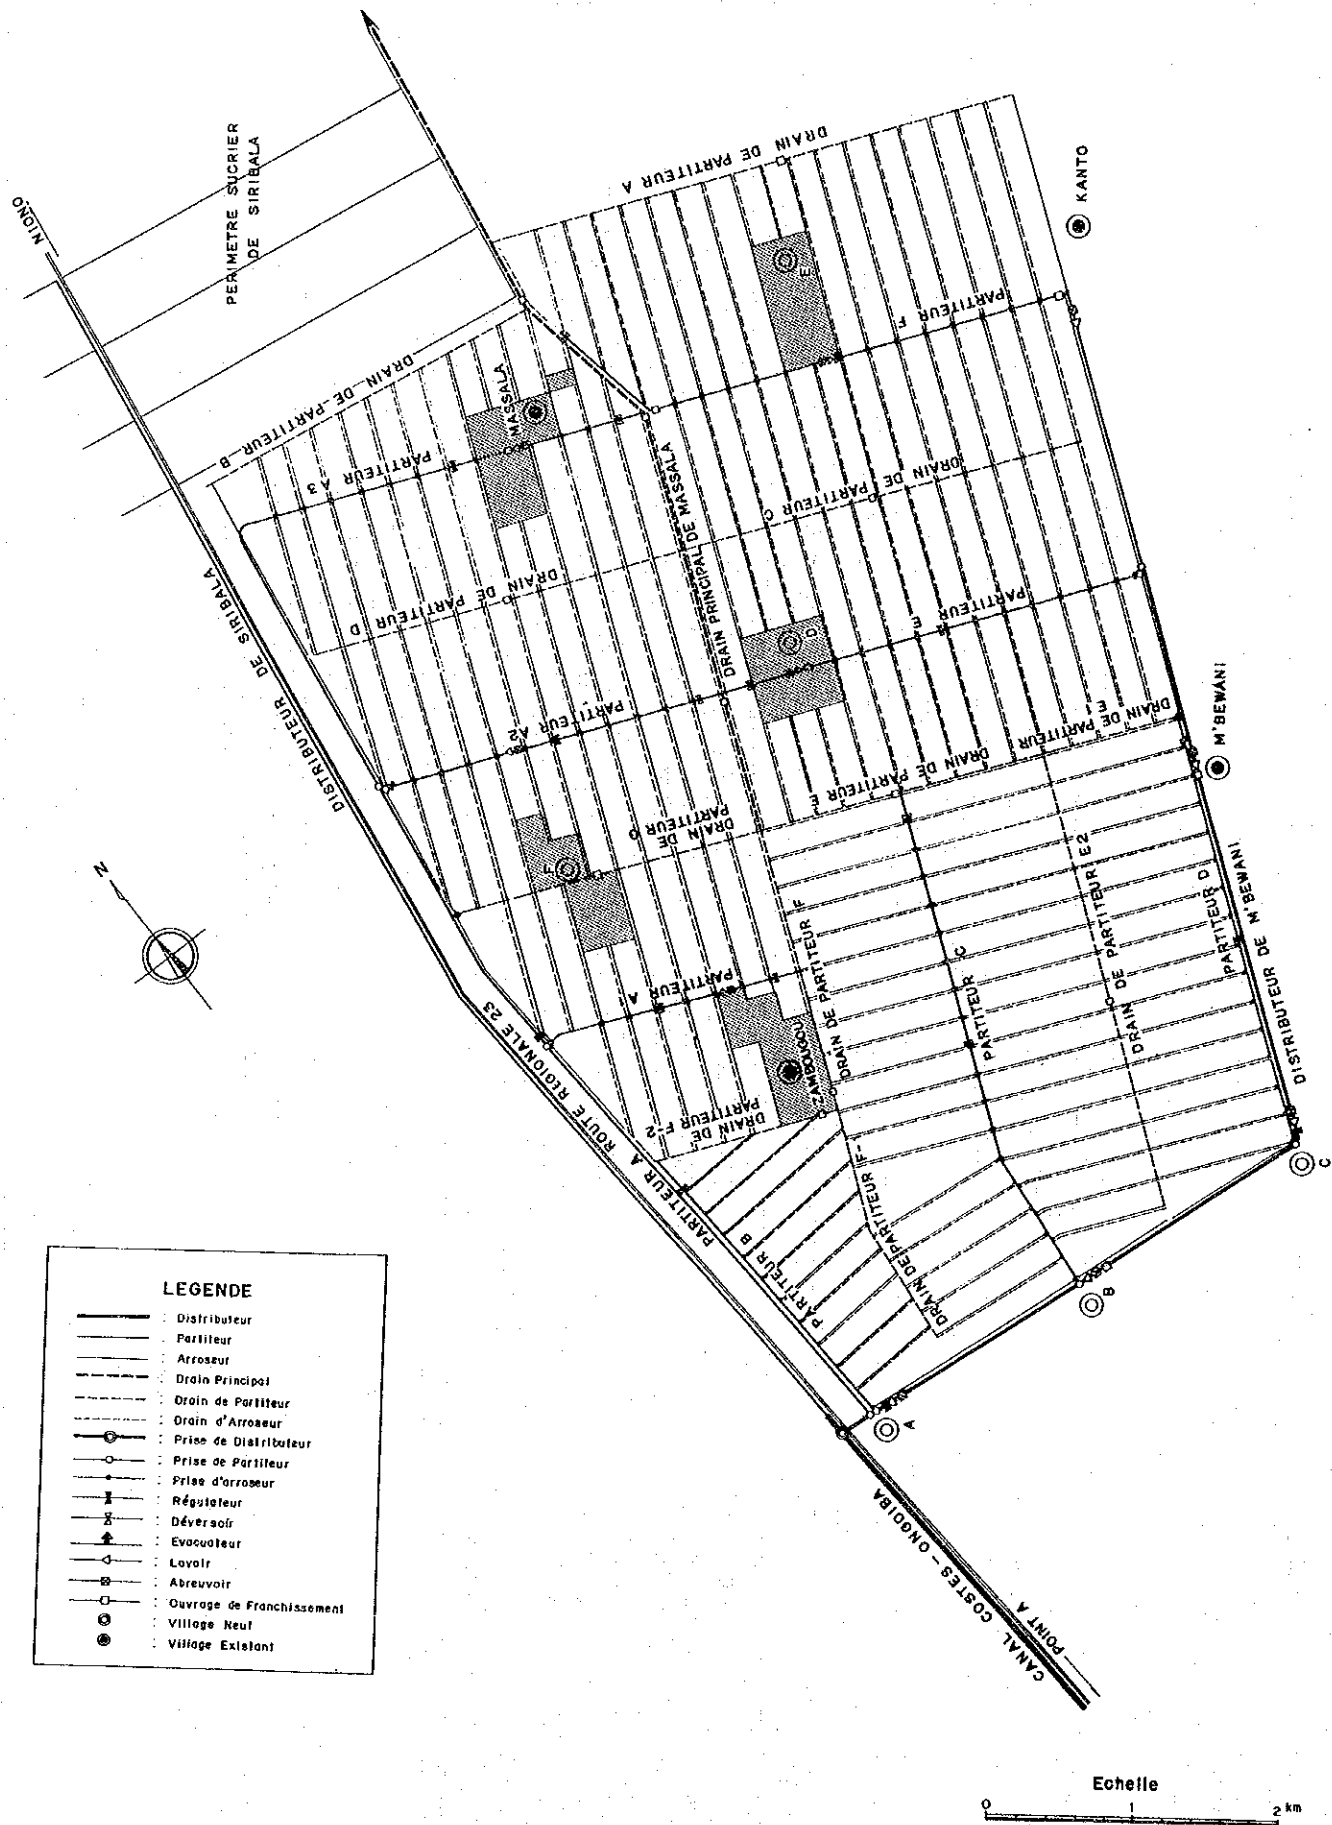 NIONO
PERIMETRE SUCRIER
DE SIRIBALA
DRAIN DE PARTITEUR A
KANTO
E
PARTITEUR F
DRAIN DE PARTITEUR B
MASSALA
PARTITEUR A3
DRAIN PRINCIPAL DE MASSALA
DRAIN DE PARTITEUR C
DRAIN DE PARTITEUR D
DISTRIBUTEUR DE SIRIBALA
D
PARTITEUR E
PARTITEUR A2
M'BEWANI
DRAIN DE PARTITEUR E
DRAIN DE PARTITEUR E
DRAIN DE
PARTITEUR D
F
N
DRAIN DE PARTITEUR F
PARTITEUR C
DRAIN DE PARTITEUR E2
PARTITEUR D
DISTRIBUTEUR DE M'BEWANI
PARTITEUR A
ZAMBOUGOU
ROUTE REGIONALE 23
DRAIN DE
PARTITEUR F-2
PARTITEUR A
PARTITEUR B
DRAIN DE PARTITEUR F-1
C
B
A
CANAL COSTES-ONGOIBA
POINT A
LEGENDE
: Distributeur
: Partiteur
: Arroseur
: Drain Principal
: Drain de Partiteur
: Drain d'Arroseur
: Prise de Distributeur
: Prise de Partiteur
: Prise d'arroseur
: Régulateur
: Déversoir
: Evacuateur
: Lavoir
: Abreuvoir
: Ouvrage de Franchissement
: Village Neuf
: Village Existant
Echelle
0 1 2 km